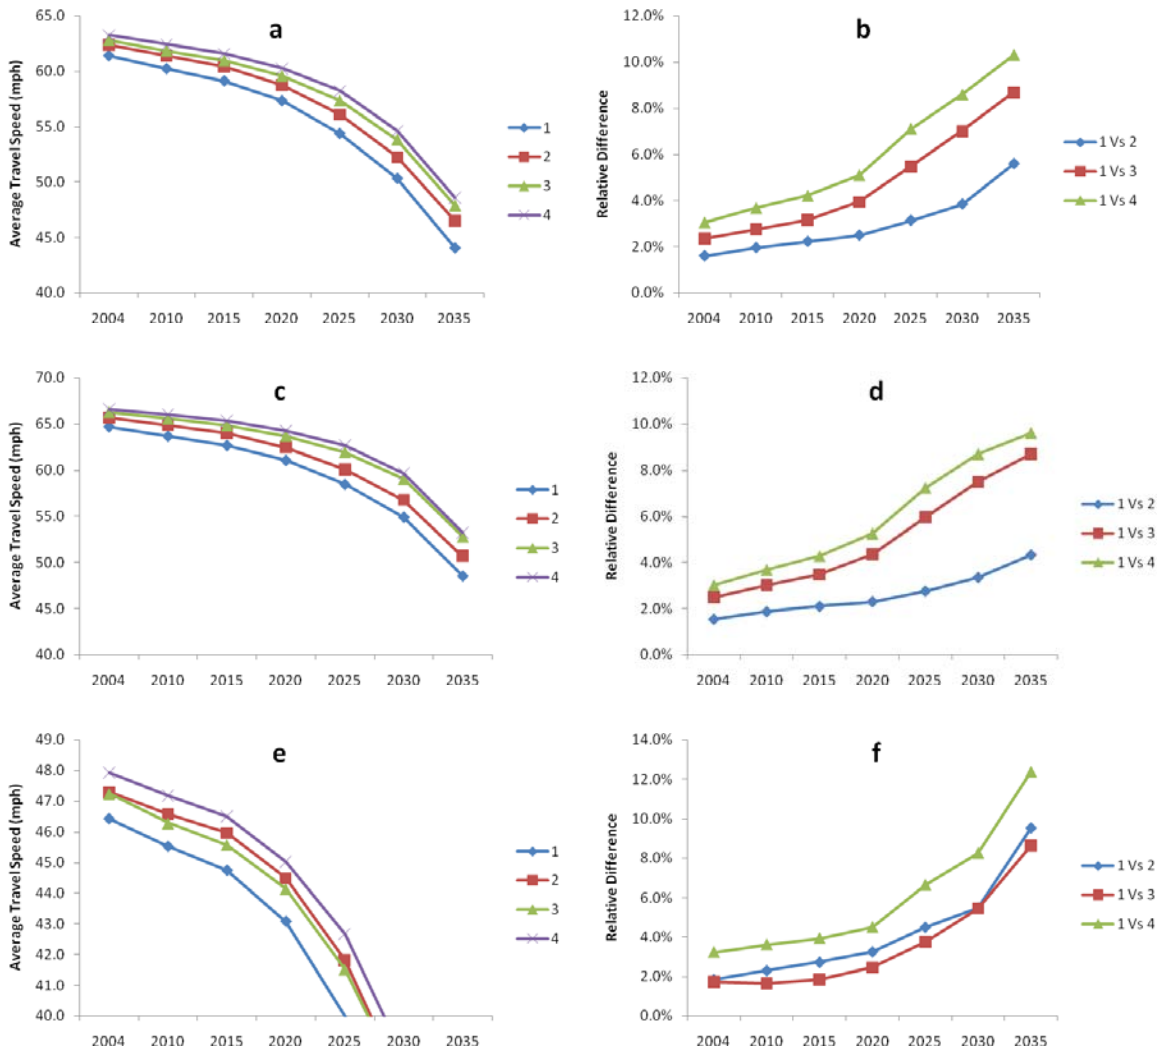 a
Average Travel Speed (mph)
65.0
60.0
55.0
50.0
45.0
40.0
2004 2010 2015 2020 2025 2030 2035
1
2
3
4
b
Relative Difference
12.0%
10.0%
8.0%
6.0%
4.0%
2.0%
0.0%
2004 2010 2015 2020 2025 2030 2035
1 Vs 2
1 Vs 3
1 Vs 4
c
Average Travel Speed (mph)
70.0
65.0
60.0
55.0
50.0
45.0
40.0
2004 2010 2015 2020 2025 2030 2035
1
2
3
4
d
Relative Difference
12.0%
10.0%
8.0%
6.0%
4.0%
2.0%
0.0%
2004 2010 2015 2020 2025 2030 2035
1 Vs 2
1 Vs 3
1 Vs 4
e
Average Travel Speed (mph)
49.0
48.0
47.0
46.0
45.0
44.0
43.0
42.0
41.0
40.0
2004 2010 2015 2020 2025 2030 2035
1
2
3
4
f
Relative Difference
14.0%
12.0%
10.0%
8.0%
6.0%
4.0%
2.0%
0.0%
2004 2010 2015 2020 2025 2030 2035
1 Vs 2
1 Vs 3
1 Vs 4